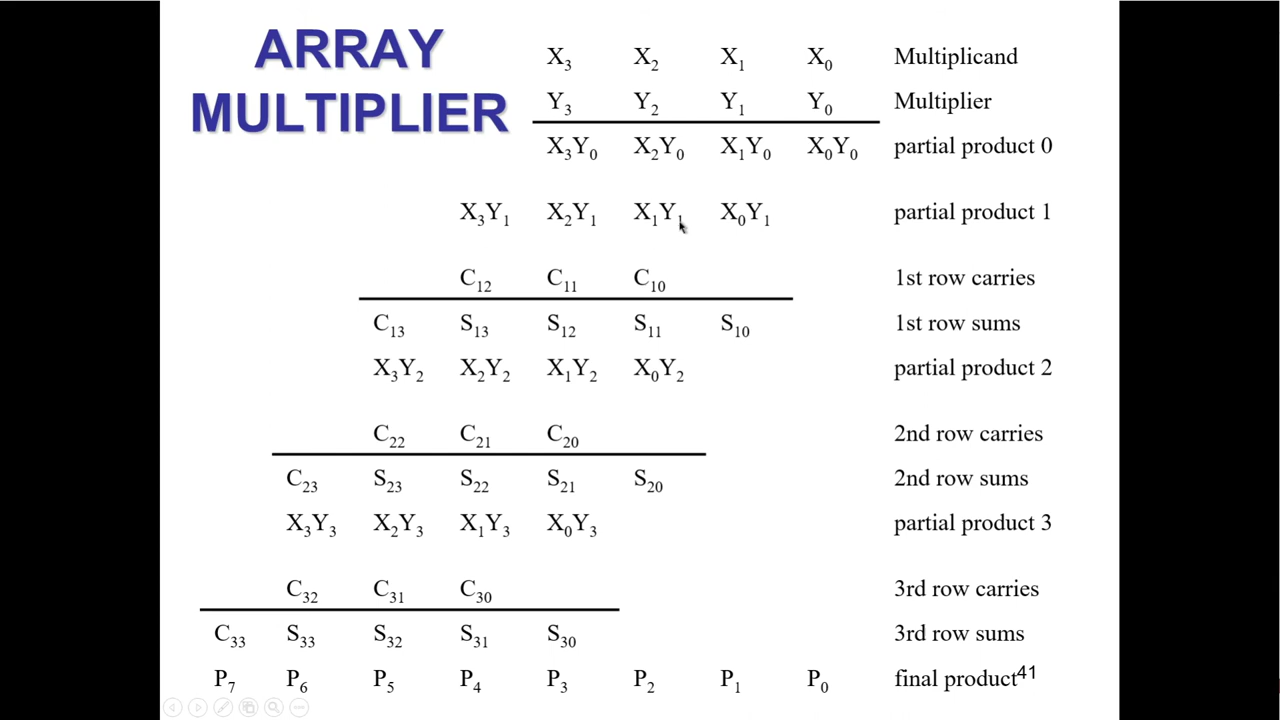 ARRAY
MULTIPLIER
X₃ X₂ X₁ X₀ Multiplicand
Y₃ Y₂ Y₁ Y₀ Multiplier
X₃Y₀ X₂Y₀ X₁Y₀ X₀Y₀ partial product 0
X₃Y₁ X₂Y₁ X₁Y₁ X₀Y₁ partial product 1
C₁₂ C₁₁ C₁₀ 1st row carries
C₁₃ S₁₃ S₁₂ S₁₁ S₁₀ 1st row sums
X₃Y₂ X₂Y₂ X₁Y₂ X₀Y₂ partial product 2
C₂₂ C₂₁ C₂₀ 2nd row carries
C₂₃ S₂₃ S₂₂ S₂₁ S₂₀ 2nd row sums
X₃Y₃ X₂Y₃ X₁Y₃ X₀Y₃ partial product 3
C₃₂ C₃₁ C₃₀ 3rd row carries
C₃₃ S₃₃ S₃₂ S₃₁ S₃₀ 3rd row sums
P₇ P₆ P₅ P₄ P₃ P₂ P₁ P₀ final product 41